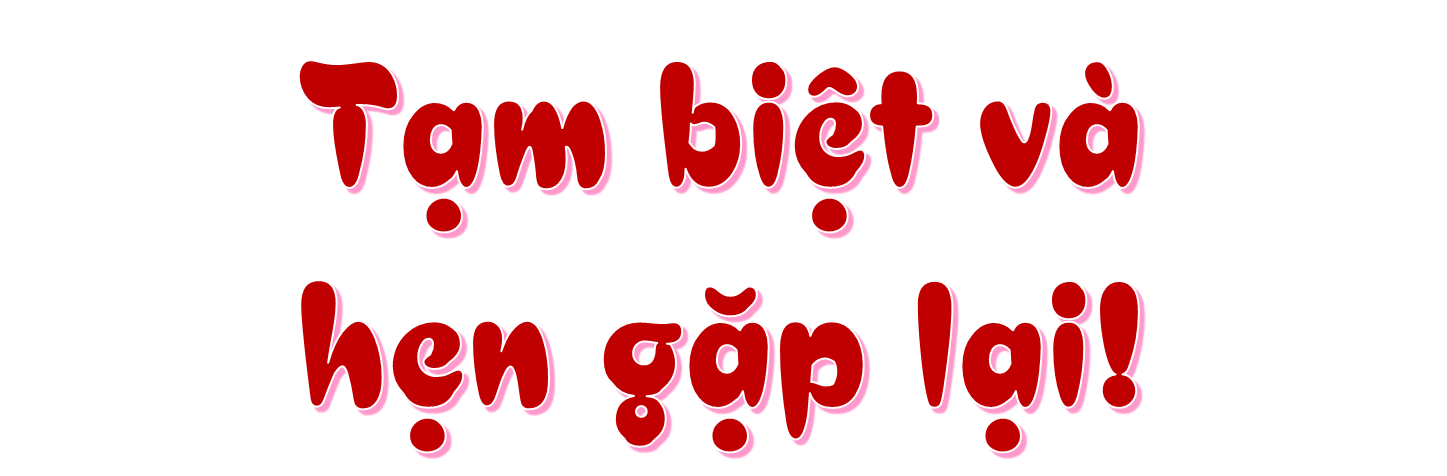 Tạm biệt và
hẹn gặp lại!